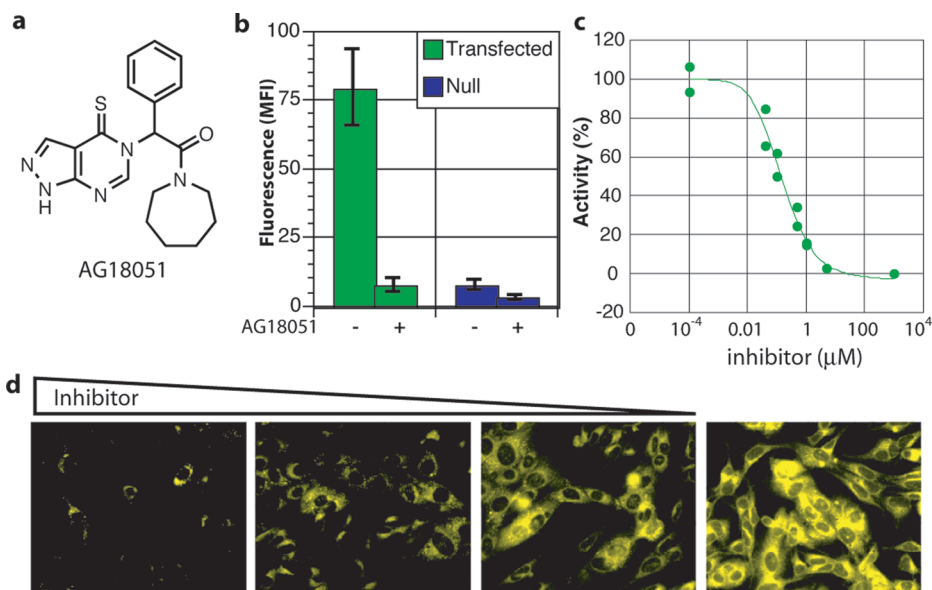 a
S
N
O
N
N
N
N
H
AG18051
b
Fluorescence (MFI)
100
75
50
25
0
Transfected
Null
AG18051 - + - +
c
Activity (%)
120
100
80
60
40
20
0
-20
0 10⁻⁴ 0.01 1 100 10⁴
inhibitor (μM)
d
Inhibitor